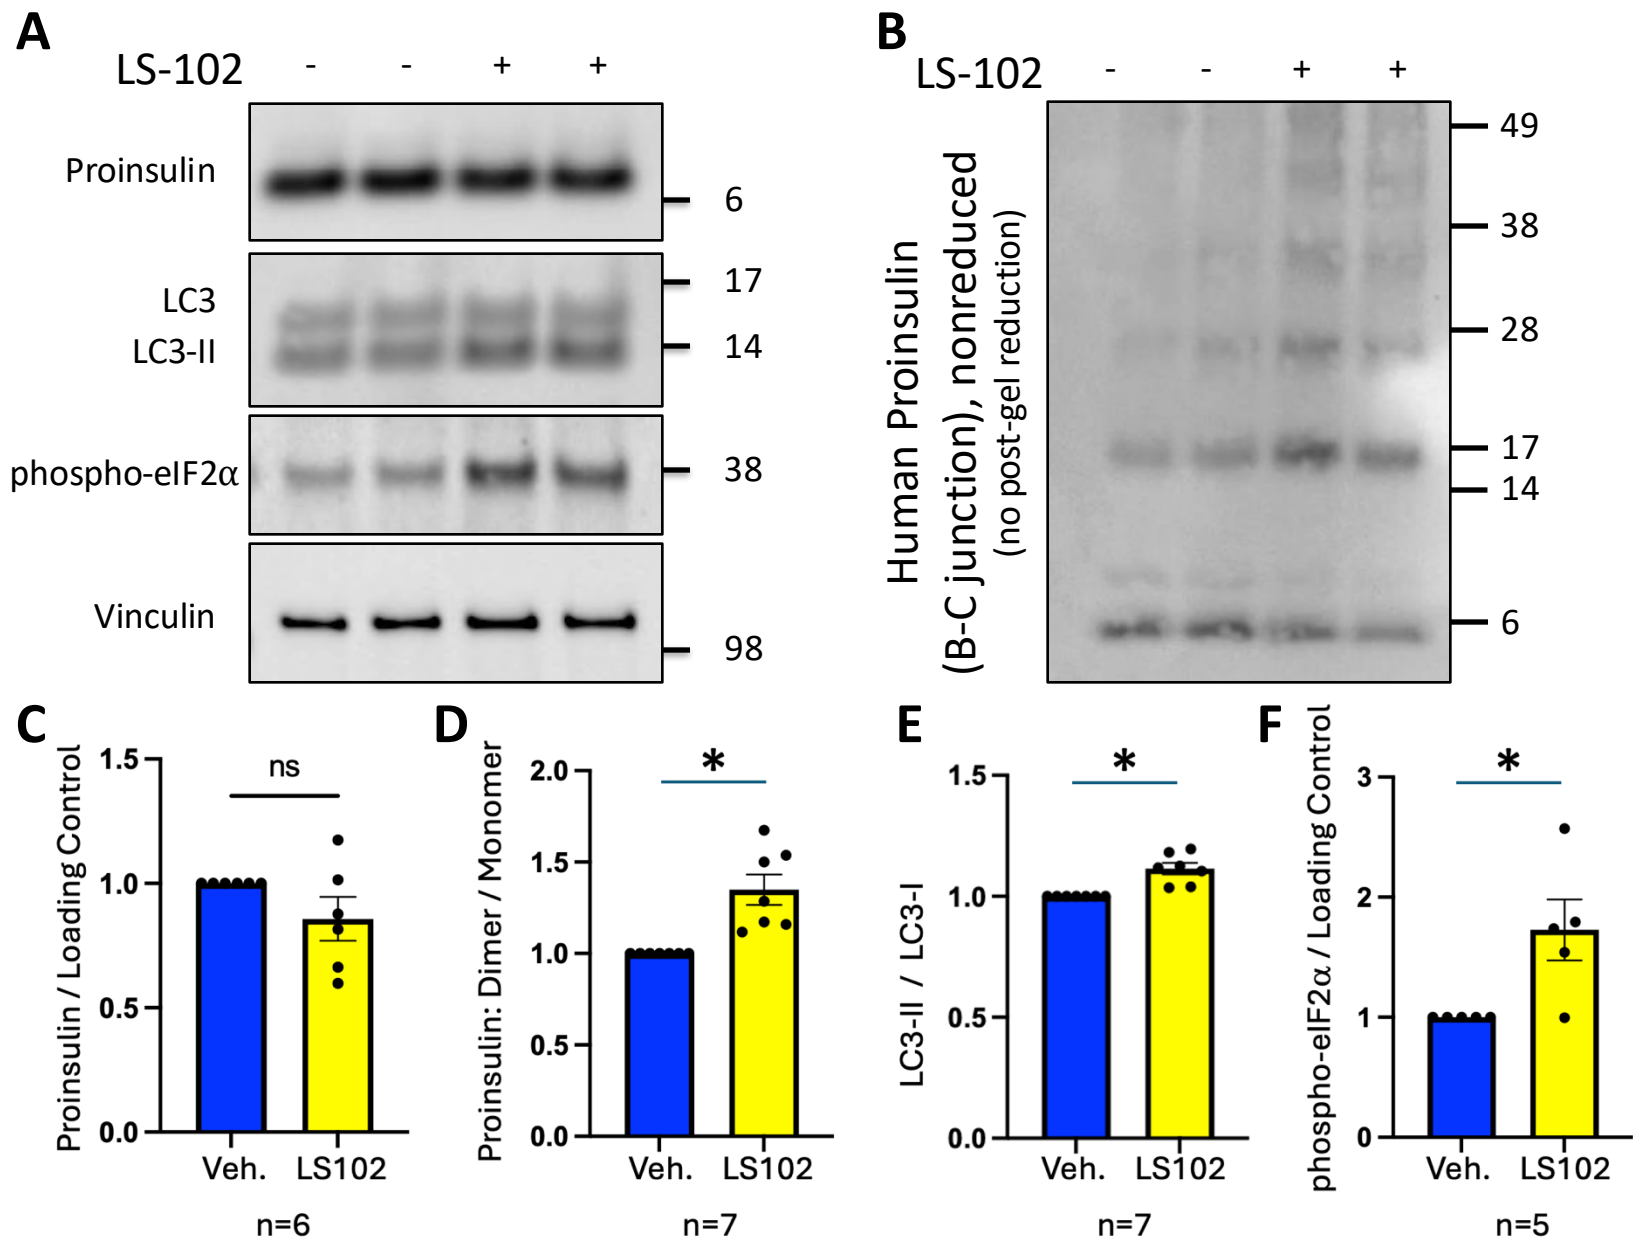 A
LS-102 - - + +
Proinsulin
6
LC3
LC3-II
17
14
phospho-eIF2α
38
Vinculin
98
B
LS-102 - - + +
Human Proinsulin
(B-C junction), nonreduced
(no post-gel reduction)
49
38
28
17
14
6
C
Proinsulin / Loading Control
1.5
1.0
0.5
0.0
ns
Veh. LS102
n=6
D
Proinsulin: Dimer / Monomer
2.0
1.5
1.0
0.5
0.0
*
Veh. LS102
n=7
E
LC3-II / LC3-I
1.5
1.0
0.5
0.0
*
Veh. LS102
n=7
F
phospho-eIF2α / Loading Control
3
2
1
0
*
Veh. LS102
n=5